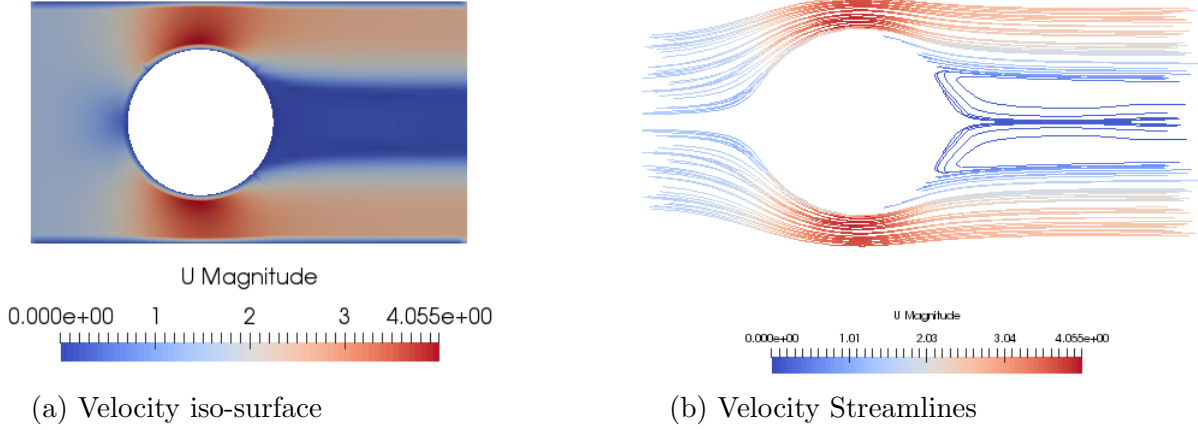 U Magnitude
0.000e+00 1 2 3 4.055e+00
(a) Velocity iso-surface
U Magnitude
0.000e+00 1.01 2.03 3.04 4.055e+00
(b) Velocity Streamlines